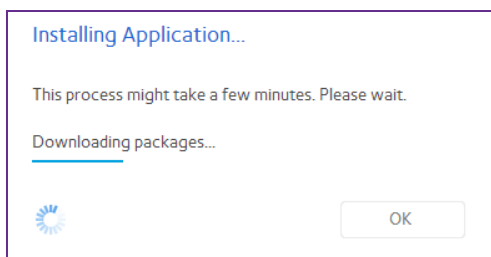 Installing Application...
This process might take a few minutes. Please wait.
Downloading packages...
OK